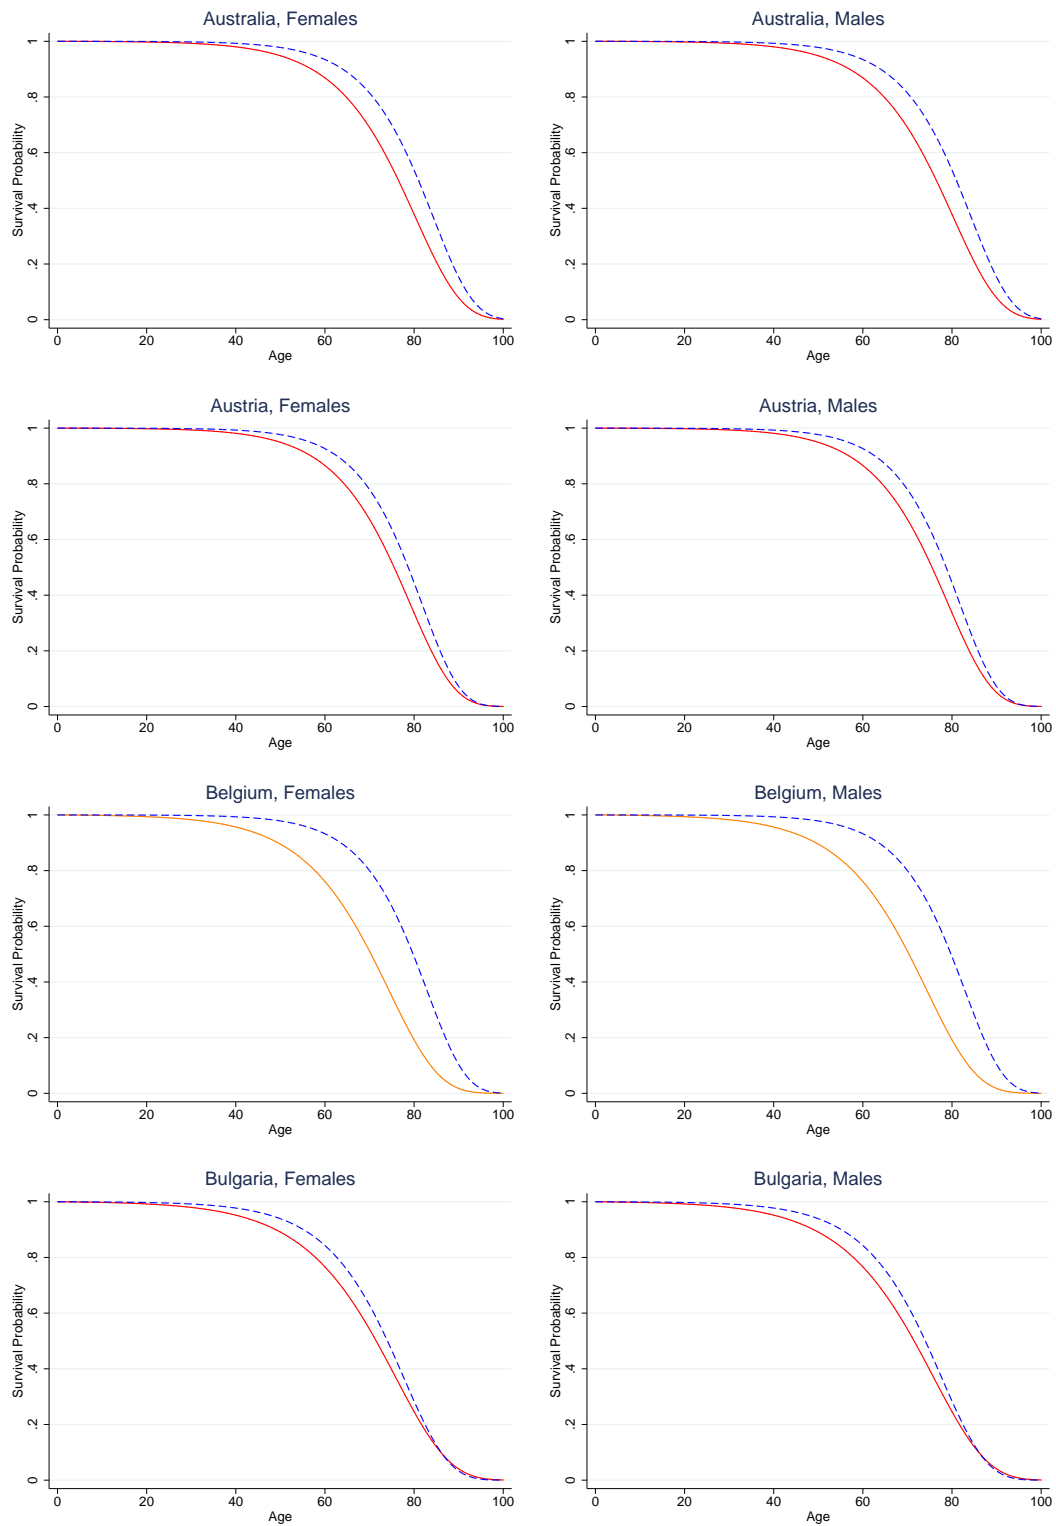 Australia, Females
Survival Probability
0 .2 .4 .6 .8 1
0 20 40 60 80 100
Age
Australia, Males
Survival Probability
0 .2 .4 .6 .8 1
0 20 40 60 80 100
Age
Austria, Females
Survival Probability
0 .2 .4 .6 .8 1
0 20 40 60 80 100
Age
Austria, Males
Survival Probability
0 .2 .4 .6 .8 1
0 20 40 60 80 100
Age
Belgium, Females
Survival Probability
0 .2 .4 .6 .8 1
0 20 40 60 80 100
Age
Belgium, Males
Survival Probability
0 .2 .4 .6 .8 1
0 20 40 60 80 100
Age
Bulgaria, Females
Survival Probability
0 .2 .4 .6 .8 1
0 20 40 60 80 100
Age
Bulgaria, Males
Survival Probability
0 .2 .4 .6 .8 1
0 20 40 60 80 100
Age